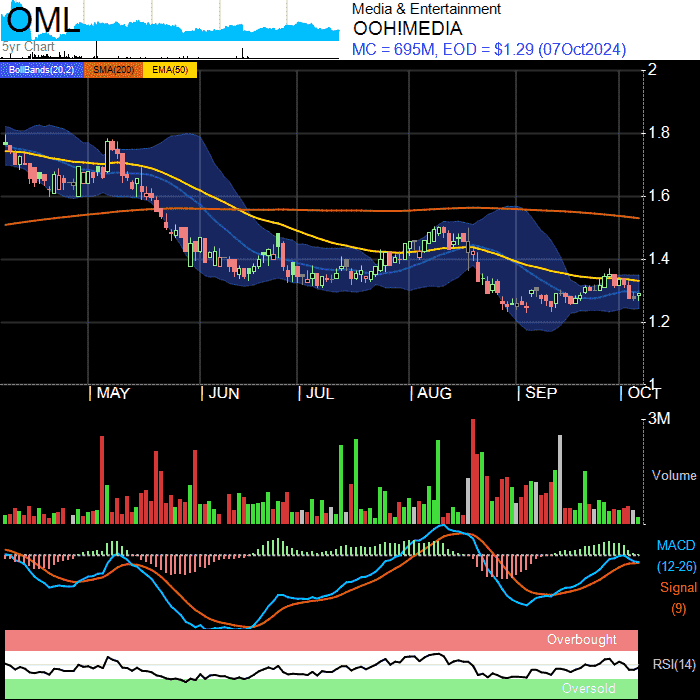 OML
5yr Chart
Media & Entertainment
OOH!MEDIA
MC = 695M, EOD = $1.29 (07Oct2024)
BollBands(20,2) SMA(200) EMA(50)
2
1.8
1.6
1.4
1.2
1
MAY JUN JUL AUG SEP OCT
3M
Volume
MACD
(12-26)
Signal
(9)
Overbought
RSI(14)
Oversold